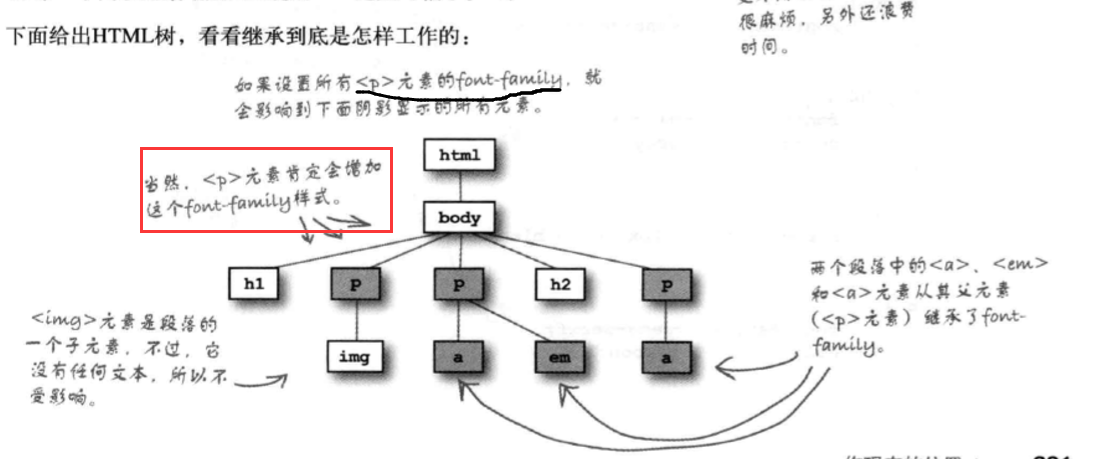 很麻烦，另外还浪费
时间。
下面给出HTML树，看看继承到底是怎样工作的：
如果设置所有<p>元素的font-family，就
会影响到下面阴影显示的所有元素。
当然，<p>元素肯定会增加
这个font-family样式。
html
body
h1
p
p
h2
p
img
a
em
a
<img>元素是段落的
一个子元素，不过，它
没有任何文本，所以不
受影响。
两个段落中的<a>、<em>
和<a>元素从其父元素
(<p>元素）继承了font-
family。